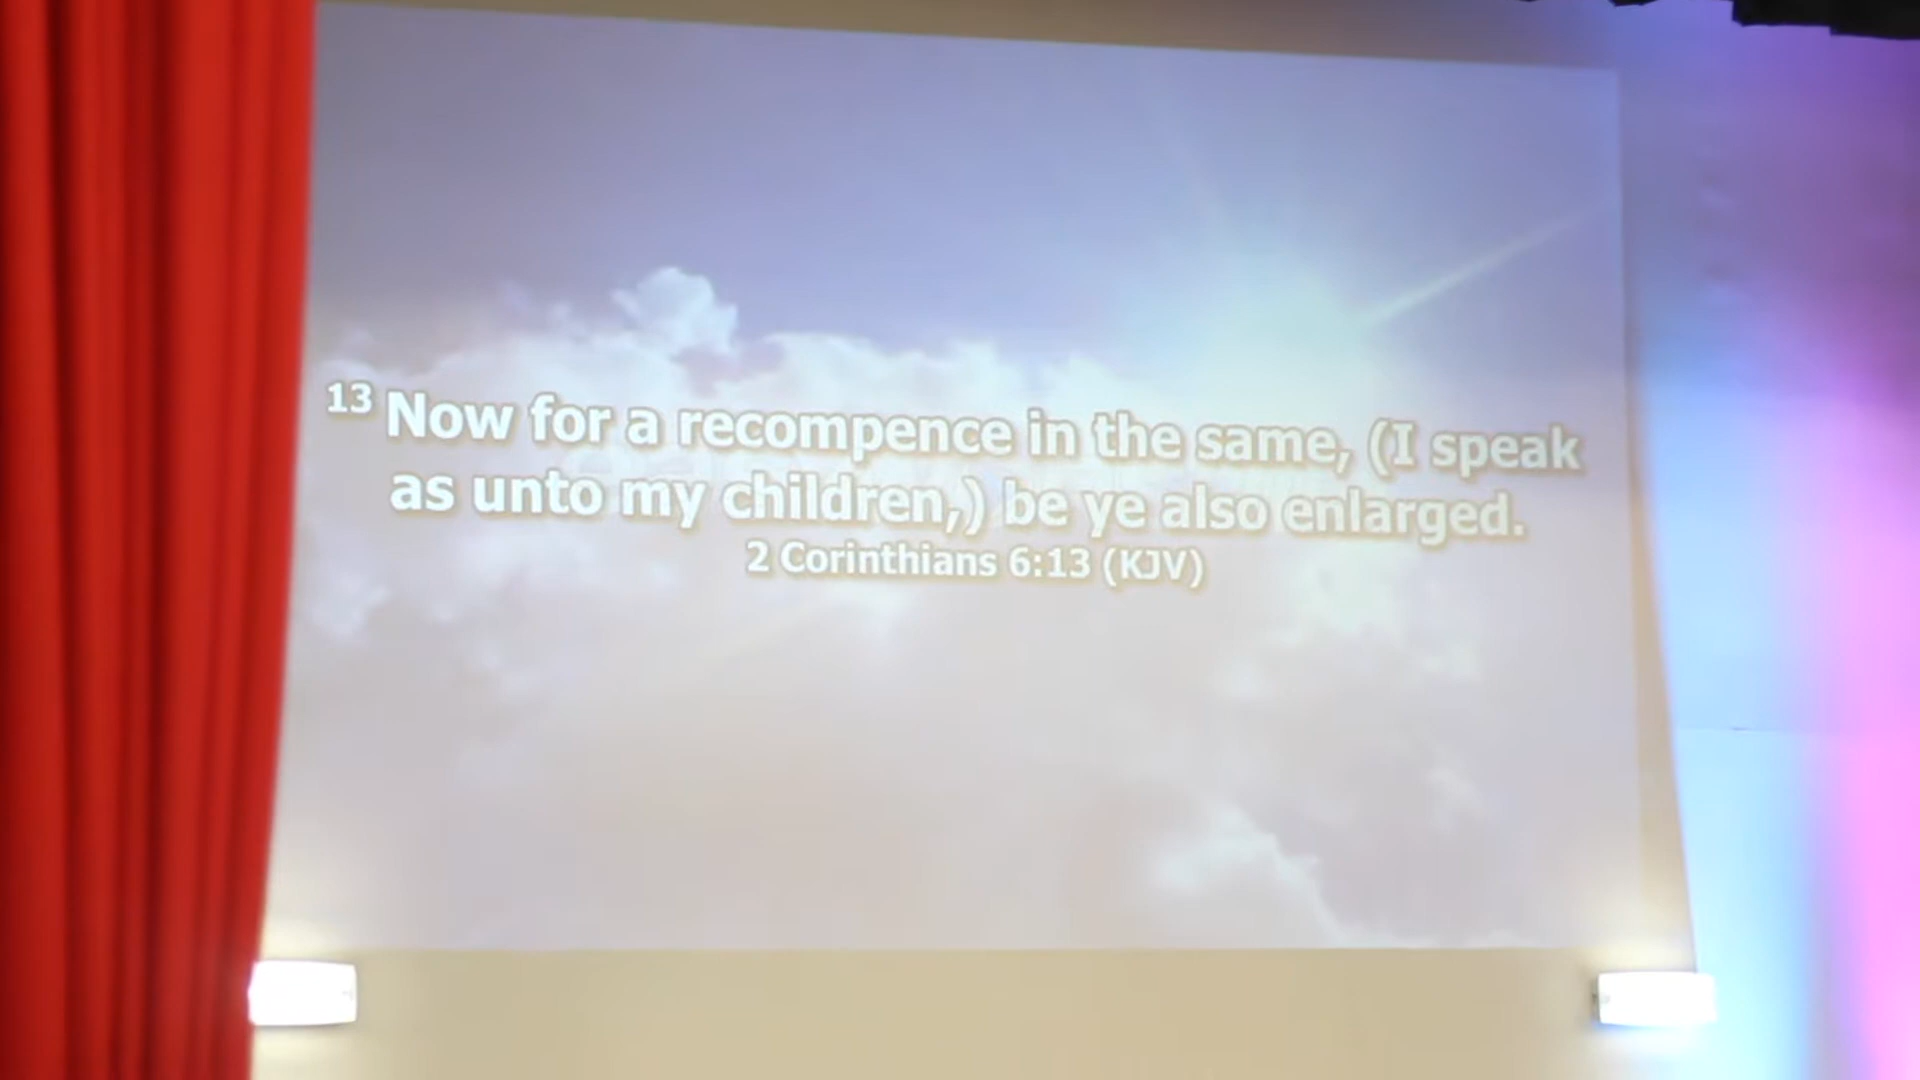 13 Now for a recompence in the same, (I speak
as unto my children,) be ye also enlarged.
2 Corinthians 6:13 (KJV)